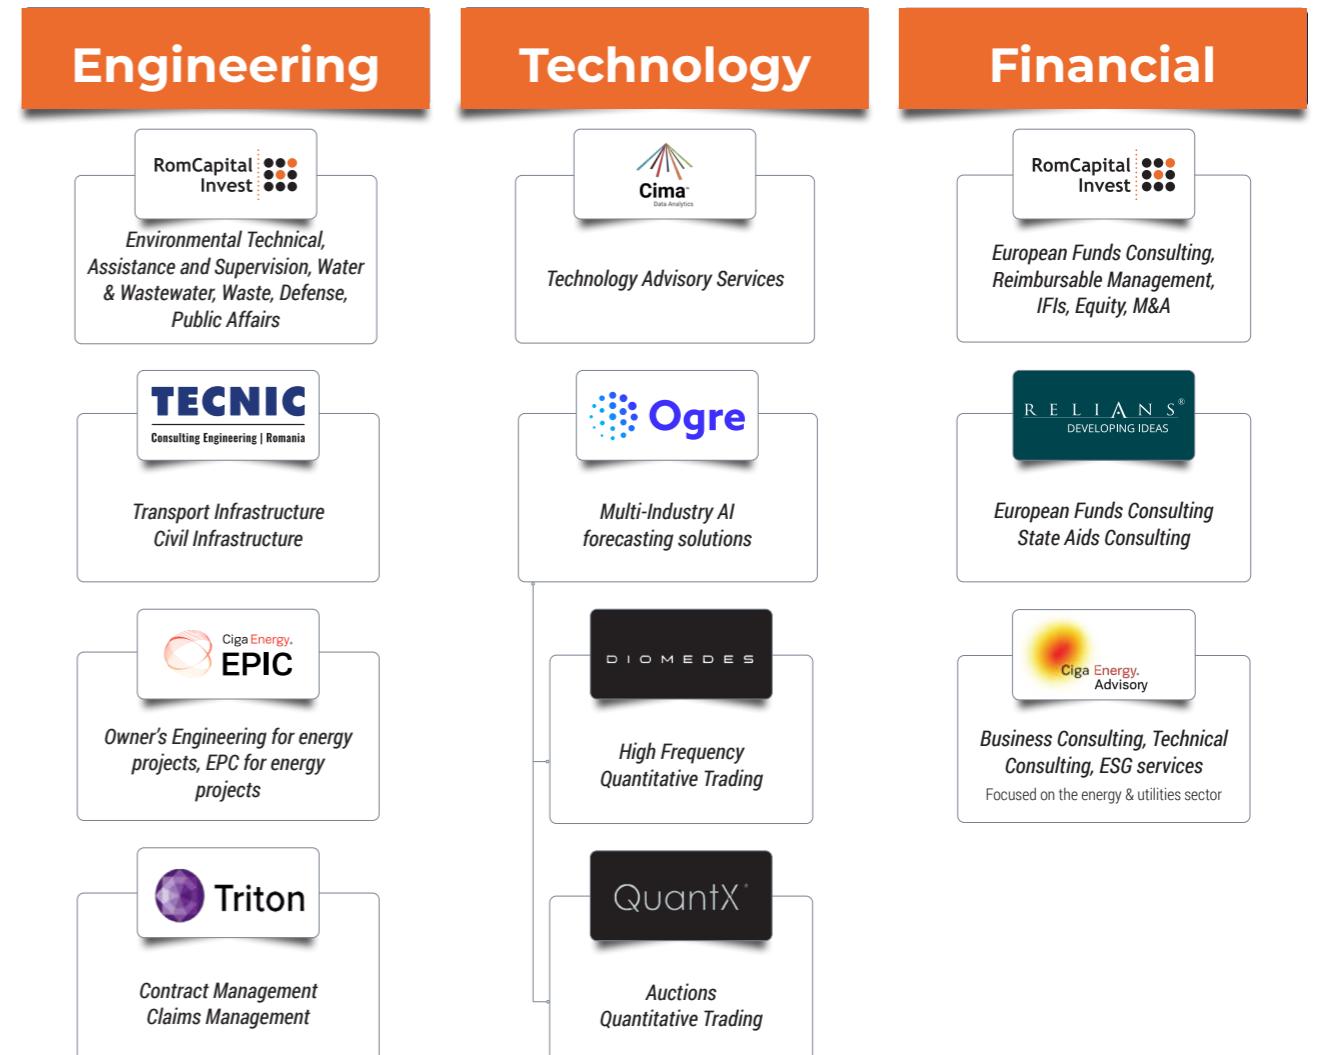 Engineering
RomCapital
Invest
Environmental Technical,
Assistance and Supervision, Water
& Wastewater, Waste, Defense,
Public Affairs
TECNIC
Consulting Engineering | Romania
Transport Infrastructure
Civil Infrastructure
Ciga Energy.
EPIC
Owner's Engineering for energy
projects, EPC for energy
projects
Triton
Contract Management
Claims Management
Technology
Cima™
Data Analytics
Technology Advisory Services
Ogre
Multi-Industry AI
forecasting solutions
DIOMEDES
High Frequency
Quantitative Trading
QuantX®
Auctions
Quantitative Trading
Financial
RomCapital
Invest
European Funds Consulting,
Reimbursable Management,
IFIs, Equity, M&A
RELIANS®
DEVELOPING IDEAS
European Funds Consulting
State Aids Consulting
Ciga Energy.
Advisory
Business Consulting, Technical
Consulting, ESG services
Focused on the energy & utilities sector